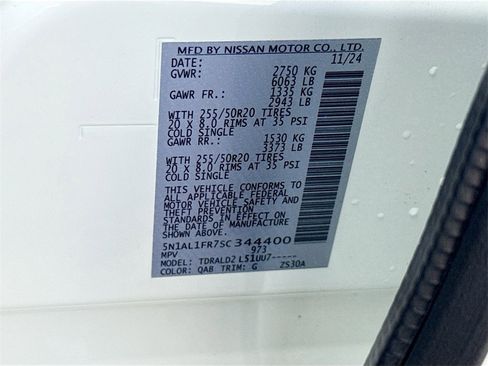 MFD BY NISSAN MOTOR CO., LTD.
DATE: 11/24
GVWR: 2750 KG
6063 LB
GAWR FR.: 1335 KG
2943 LB
WITH 255/50R20 TIRES
20 X 8.0 RIMS AT 35 PSI
COLD SINGLE
GAWR RR.: 1530 KG
3373 LB
WITH 255/50R20 TIRES
20 X 8.0 RIMS AT 35 PSI
COLD SINGLE
THIS VEHICLE CONFORMS TO
ALL APPLICABLE FEDERAL
MOTOR VEHICLE SAFETY AND
THEFT PREVENTION
STANDARDS IN EFFECT ON
THE DATE OF MANUFACTURE
SHOWN ABOVE.
5N1AL1FR7SC344400
MPV 973
MODEL: TDRALD2 L51UU7-----
COLOR: QAB TRIM: G ZS30A